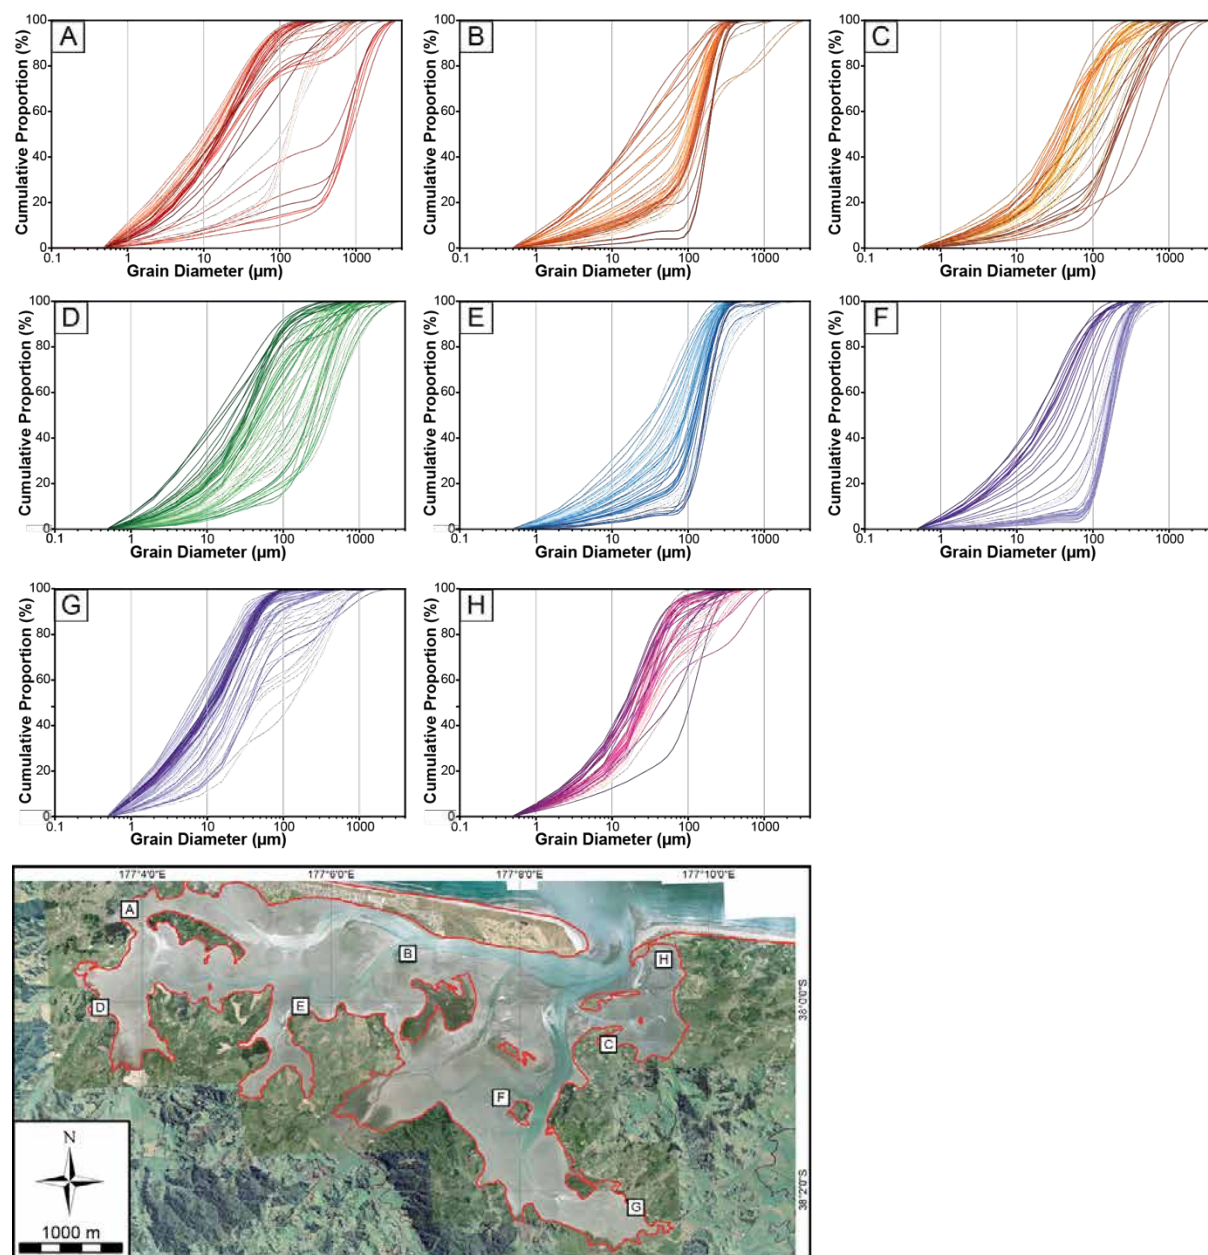 A
B
C
Cumulative Proportion (%)
Cumulative Proportion (%)
Cumulative Proportion (%)
100
80
60
40
20
0
100
80
60
40
20
0
100
80
60
40
20
0
0.1 1 10 100 1000
0.1 1 10 100 1000
0.1 1 10 100 1000
Grain Diameter (µm)
Grain Diameter (µm)
Grain Diameter (µm)
D
E
F
Cumulative Proportion (%)
Cumulative Proportion (%)
Cumulative Proportion (%)
100
80
60
40
20
0
100
80
60
40
20
0
100
80
60
40
20
0
0.1 1 10 100 1000
0.1 1 10 100 1000
0.1 1 10 100 1000
Grain Diameter (µm)
Grain Diameter (µm)
Grain Diameter (µm)
G
H
Cumulative Proportion (%)
Cumulative Proportion (%)
100
80
60
40
20
0
100
80
60
40
20
0
0.1 1 10 100 1000
0.1 1 10 100 1000
Grain Diameter (µm)
Grain Diameter (µm)
177°4'0"E 177°6'0"E 177°8'0"E 177°10'0"E
A
B
H
D
E
C
38°0'0"S
F
G
38°2'0"S
N
1000 m